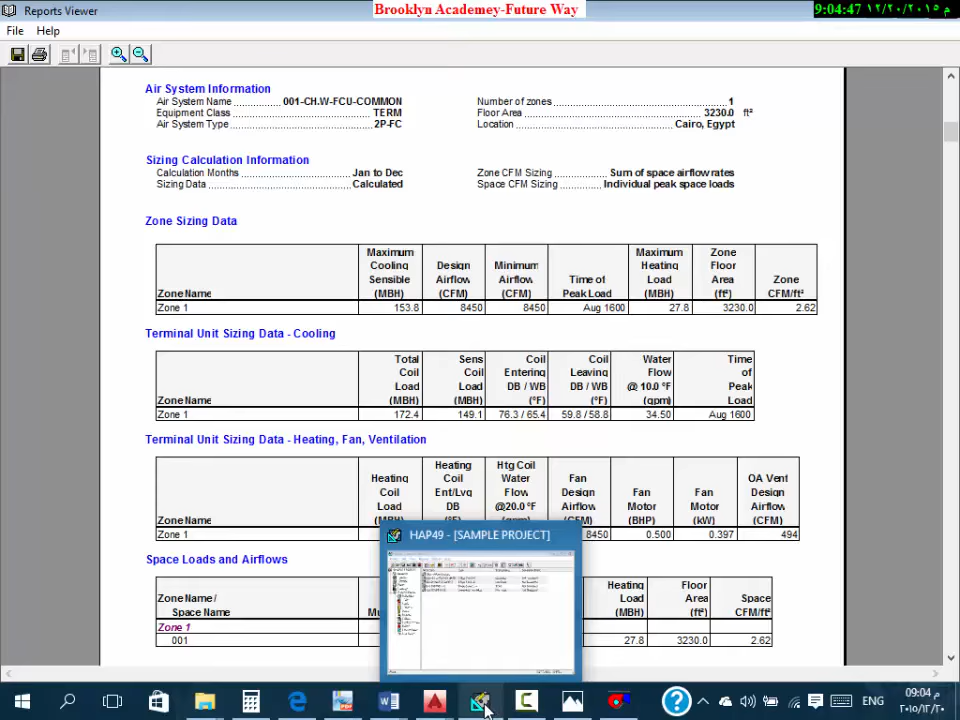 Reports Viewer
Brooklyn Academey-Future Way
9:04:47 م ١٢/٢٠/٢٠١٥
File Help
Air System Information
Air System Name 001-CH.W-FCU-COMMON
Equipment Class TERM
Air System Type 2P-FC
Number of zones 1
Floor Area 3230.0 ft²
Location Cairo, Egypt
Sizing Calculation Information
Calculation Months Jan to Dec
Sizing Data Calculated
Zone CFM Sizing Sum of space airflow rates
Space CFM Sizing Individual peak space loads
Zone Sizing Data
Zone Name Maximum Cooling Sensible (MBH) Design Airflow (CFM) Minimum Airflow (CFM) Time of Peak Load Maximum Heating Load (MBH) Zone Floor Area (ft²) Zone CFM/ft²
Zone 1 153.8 8450 8450 Aug 1600 27.8 3230.0 2.62
Terminal Unit Sizing Data - Cooling
Zone Name Total Coil Load (MBH) Sens Coil Load (MBH) Coil Entering DB / WB (°F) Coil Leaving DB / WB (°F) Water Flow @ 10.0 °F (gpm) Time of Peak Load
Zone 1 172.4 149.1 76.3 / 65.4 59.8 / 58.8 34.50 Aug 1600
Terminal Unit Sizing Data - Heating, Fan, Ventilation
Zone Name Heating Coil Load Heating Coil Ent/Lvg DB Htg Coil Water Flow @20.0 °F Fan Design Airflow Fan Motor (BHP) Fan Motor (kW) OA Vent Design Airflow (CFM)
Zone 1 8450 0.500 0.397 494
HAP49 - [SAMPLE PROJECT]
Space Loads and Airflows
Zone Name / Space Name Heating Load (MBH) Floor Area (ft²) Space CFM/ft²
Zone 1
001 27.8 3230.0 2.62
ENG
09:04 م
٢٠١٥/١٢/٢٠